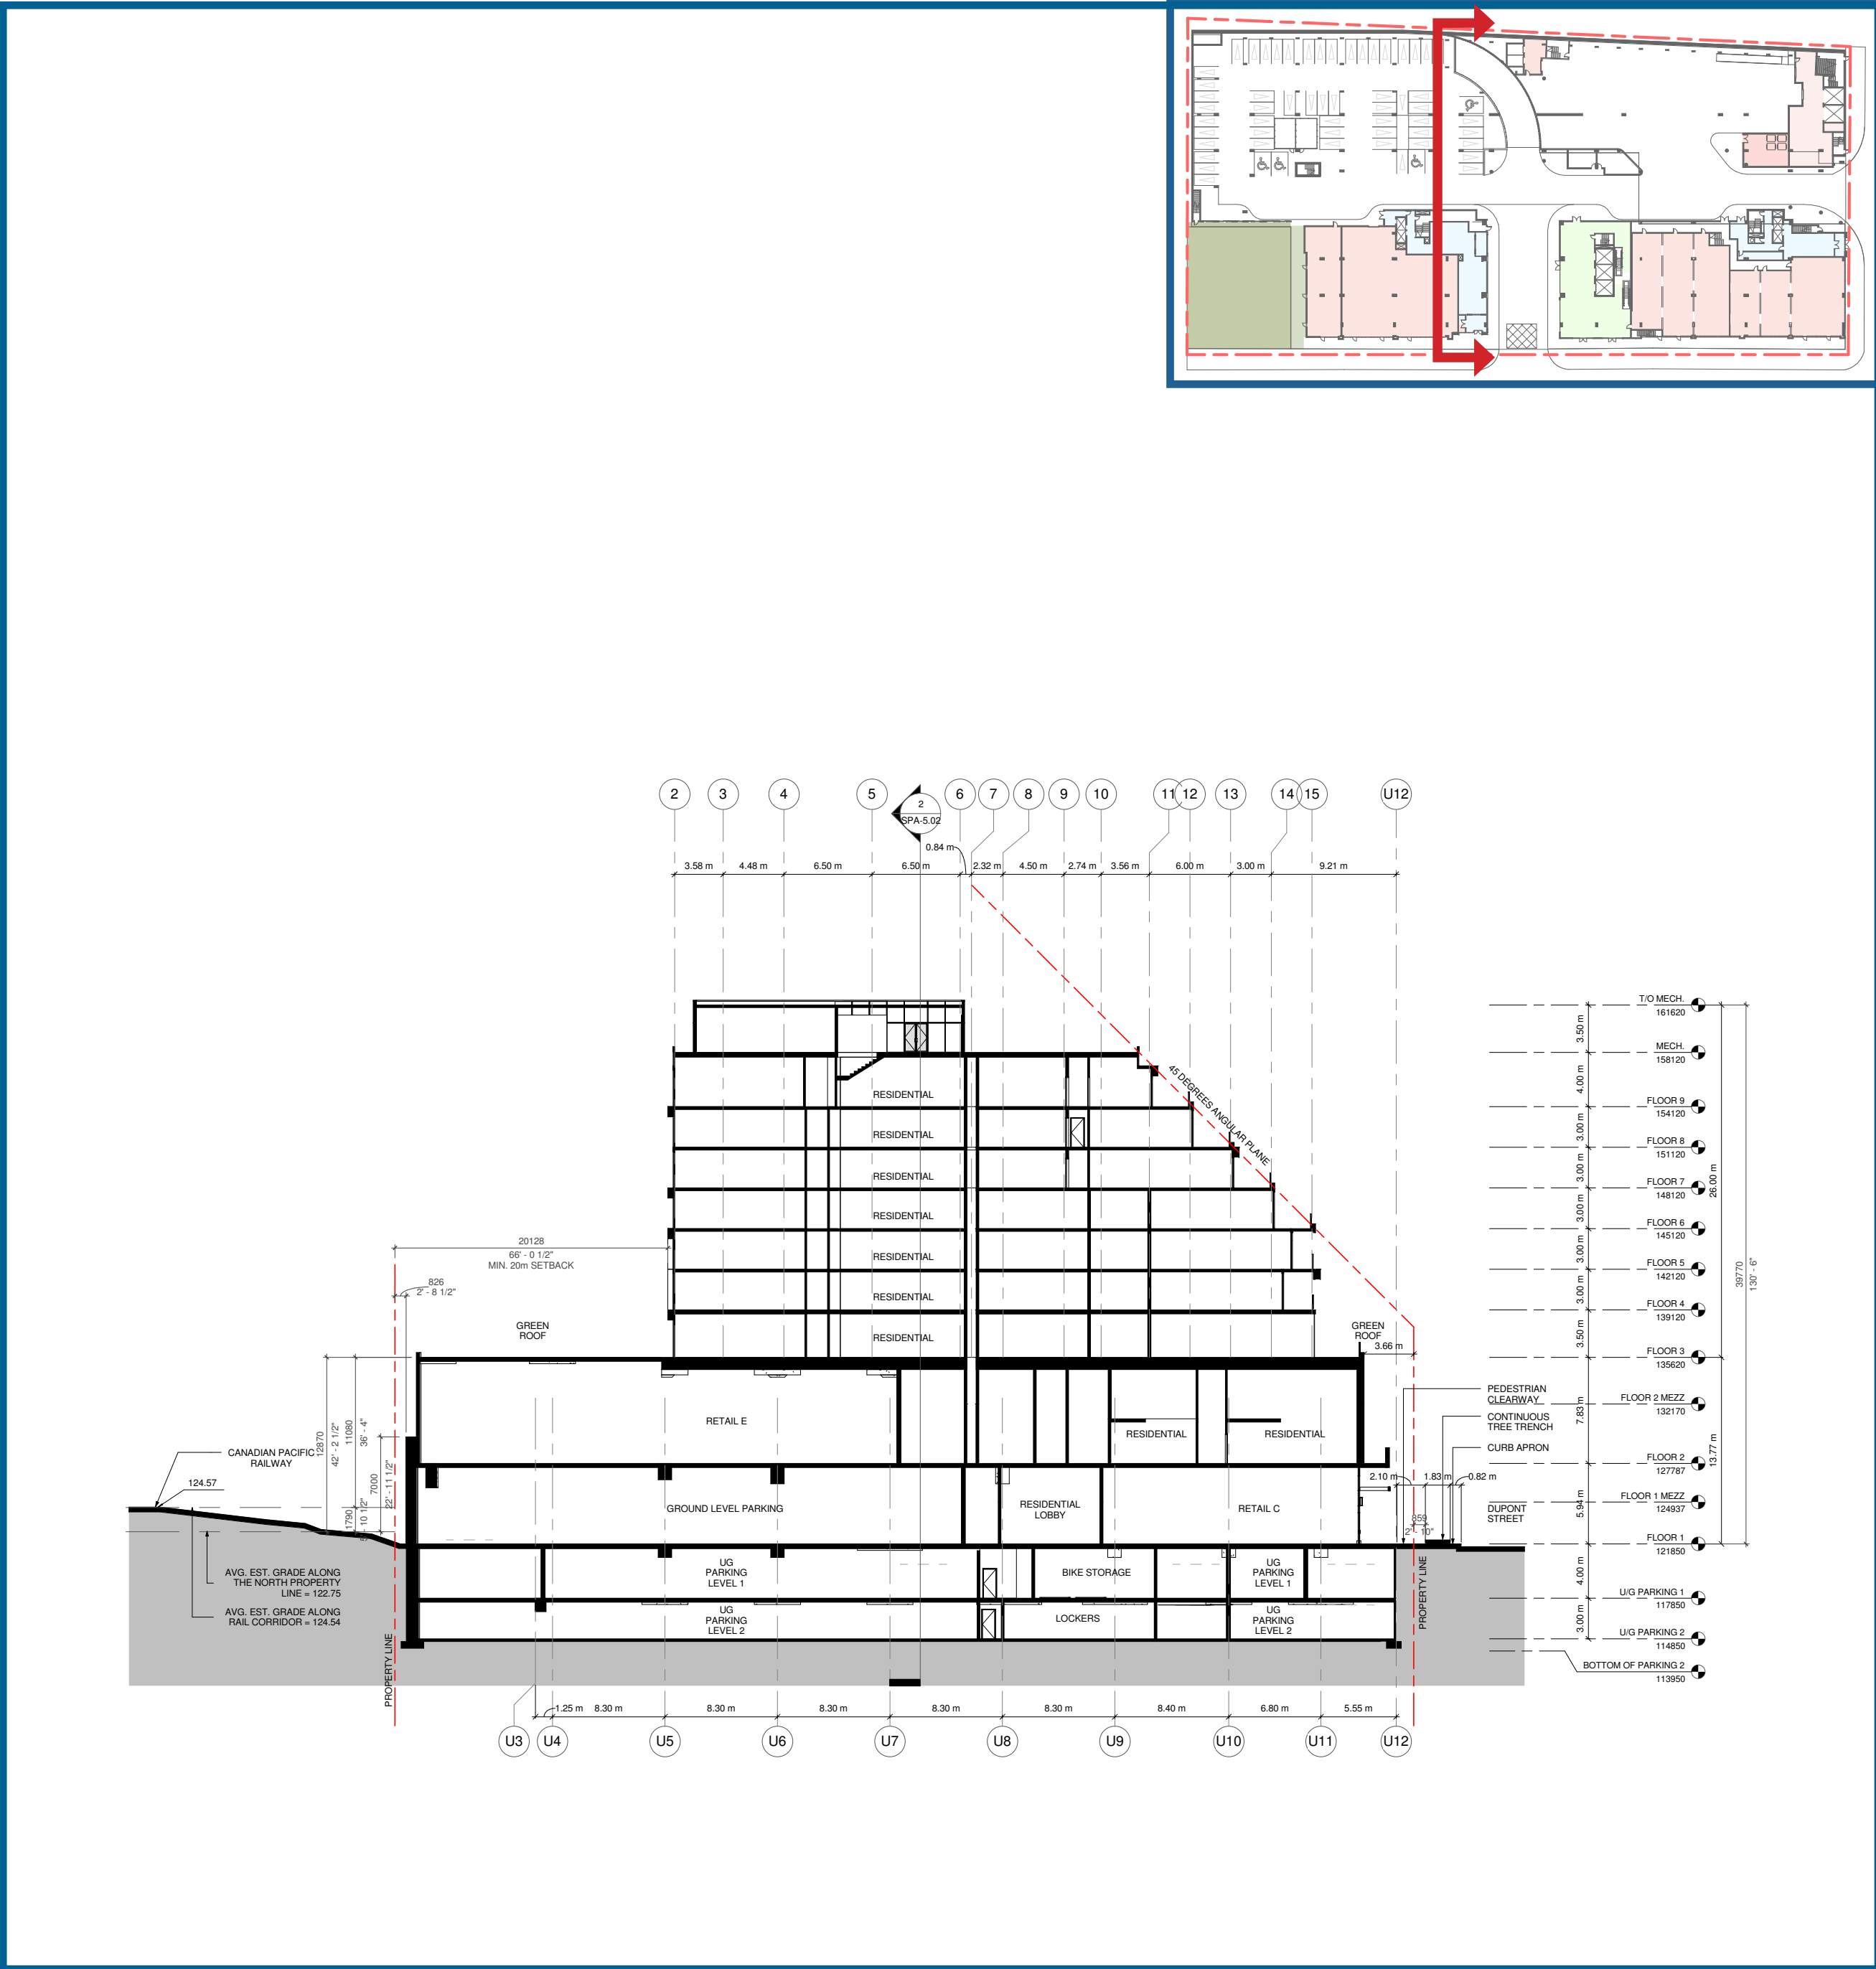 2
3
4
5
2
SPA-5.02
6
7
8
9
10
11
12
13
14
15
U12
0.84 m
3.58 m
4.48 m
6.50 m
6.50 m
2.32 m
4.50 m
2.74 m
3.56 m
6.00 m
3.00 m
9.21 m
45 DEGREES ANGULAR PLANE
RESIDENTIAL
RESIDENTIAL
RESIDENTIAL
RESIDENTIAL
RESIDENTIAL
RESIDENTIAL
RESIDENTIAL
20128
66' - 0 1/2"
MIN. 20m SETBACK
826
2' - 8 1/2"
GREEN
ROOF
GREEN
ROOF
3.66 m
RETAIL E
RESIDENTIAL
RESIDENTIAL
GROUND LEVEL PARKING
RESIDENTIAL
LOBBY
RETAIL C
UG
PARKING
LEVEL 1
BIKE STORAGE
UG
PARKING
LEVEL 1
UG
PARKING
LEVEL 2
LOCKERS
UG
PARKING
LEVEL 2
CANADIAN PACIFIC
RAILWAY
124.57
12870
42' - 2 1/2"
11080
36' - 4"
7000
22' - 11 1/2"
1790
5' 10 1/2"
AVG. EST. GRADE ALONG
THE NORTH PROPERTY
LINE = 122.75
AVG. EST. GRADE ALONG
RAIL CORRIDOR = 124.54
PROPERTY LINE
PROPERTY LINE
PEDESTRIAN
CLEARWAY
CONTINUOUS
TREE TRENCH
CURB APRON
2.10 m
1.83 m
0.82 m
859
2' - 10"
DUPONT
STREET
T/O MECH.
161620
3.50 m
MECH.
158120
4.00 m
FLOOR 9
154120
3.00 m
FLOOR 8
151120
3.00 m
FLOOR 7
148120
3.00 m
FLOOR 6
145120
3.00 m
FLOOR 5
142120
3.00 m
FLOOR 4
139120
3.50 m
FLOOR 3
135620
FLOOR 2 MEZZ
132170
7.83 m
FLOOR 2
127787
FLOOR 1 MEZZ
124937
5.94 m
FLOOR 1
121850
4.00 m
U/G PARKING 1
117850
3.00 m
U/G PARKING 2
114850
BOTTOM OF PARKING 2
113950
26.00 m
13.77 m
39770
130' - 6"
1.25 m
8.30 m
8.30 m
8.30 m
8.30 m
8.30 m
8.40 m
6.80 m
5.55 m
U3
U4
U5
U6
U7
U8
U9
U10
U11
U12